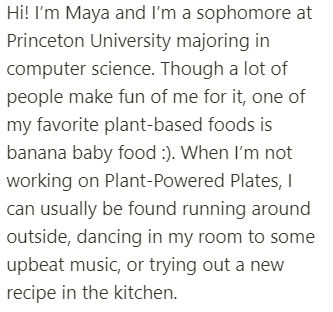 Hi! I'm Maya and I'm a sophomore at
Princeton University majoring in
computer science. Though a lot of
people make fun of me for it, one of
my favorite plant-based foods is
banana baby food :). When I'm not
working on Plant-Powered Plates, I
can usually be found running around
outside, dancing in my room to some
upbeat music, or trying out a new
recipe in the kitchen.